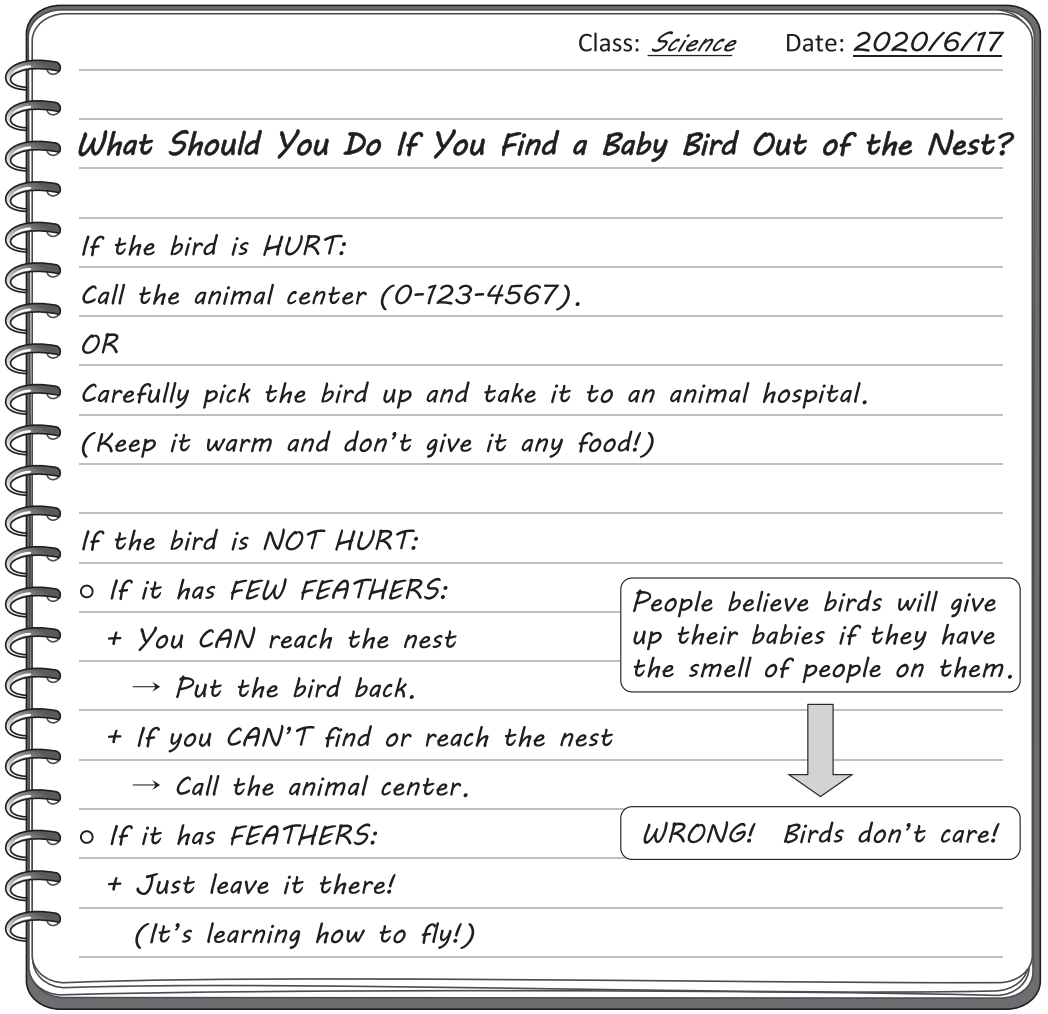 Class: Science Date: 2020/6/17
What Should You Do If You Find a Baby Bird Out of the Nest?
If the bird is HURT:
Call the animal center (0-123-4567).
OR
Carefully pick the bird up and take it to an animal hospital.
(Keep it warm and don't give it any food!)
If the bird is NOT HURT:
○ If it has FEW FEATHERS:
+ You CAN reach the nest
→ Put the bird back.
+ If you CAN'T find or reach the nest
→ Call the animal center.
○ If it has FEATHERS:
+ Just leave it there!
(It's learning how to fly!)
People believe birds will give
up their babies if they have
the smell of people on them.
WRONG! Birds don't care!